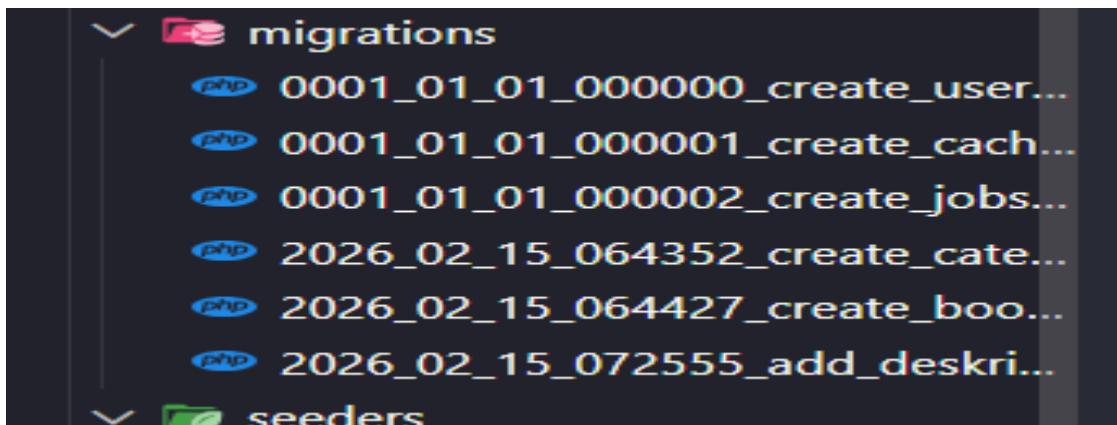 migrations
php 0001_01_01_000000_create_user...
php 0001_01_01_000001_create_cach...
php 0001_01_01_000002_create_jobs...
php 2026_02_15_064352_create_cate...
php 2026_02_15_064427_create_boo...
php 2026_02_15_072555_add_deskri...
seeders